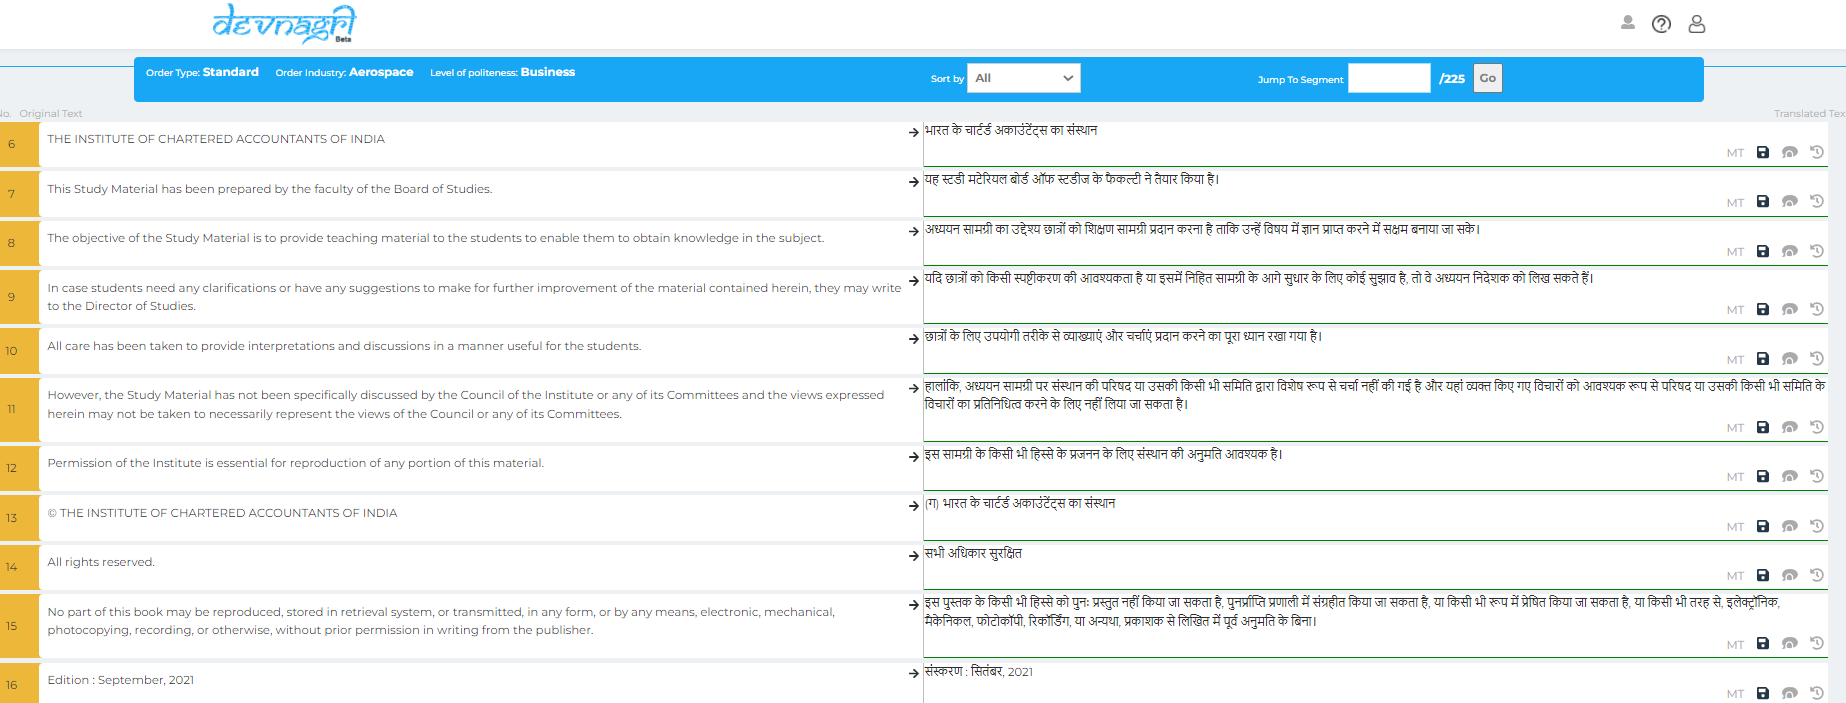 devnagri
Beta
Order Type: Standard Order Industry: Aerospace Level of politeness: Business Sort by All Jump To Segment /225 Go
No. Original Text Translated Tex
6 THE INSTITUTE OF CHARTERED ACCOUNTANTS OF INDIA भारत के चार्टर्ड अकाउंटेंट्स का संस्थान
MT
7 This Study Material has been prepared by the faculty of the Board of Studies. यह स्टडी मटेरियल बोर्ड ऑफ स्टडीज के फैकल्टी ने तैयार किया है।
MT
8 The objective of the Study Material is to provide teaching material to the students to enable them to obtain knowledge in the subject. अध्ययन सामग्री का उद्देश्य छात्रों को शिक्षण सामग्री प्रदान करना है ताकि उन्हें विषय में ज्ञान प्राप्त करने में सक्षम बनाया जा सके।
MT
9 In case students need any clarifications or have any suggestions to make for further improvement of the material contained herein, they may write
to the Director of Studies.
यदि छात्रों को किसी स्पष्टीकरण की आवश्यकता है या इसमें निहित सामग्री के आगे सुधार के लिए कोई सुझाव है, तो वे अध्ययन निदेशक को लिख सकते हैं।
MT
10 All care has been taken to provide interpretations and discussions in a manner useful for the students. छात्रों के लिए उपयोगी तरीके से व्याख्याएं और चर्चाएं प्रदान करने का पूरा ध्यान रखा गया है।
MT
11 However, the Study Material has not been specifically discussed by the Council of the Institute or any of its Committees and the views expressed
herein may not be taken to necessarily represent the views of the Council or any of its Committees.
हालांकि, अध्ययन सामग्री पर संस्थान की परिषद या उसकी किसी भी समिति द्वारा विशेष रूप से चर्चा नहीं की गई है और यहां व्यक्त किए गए विचारों को आवश्यक रूप से परिषद या उसकी किसी भी समिति के
विचारों का प्रतिनिधित्व करने के लिए नहीं लिया जा सकता है।
MT
12 Permission of the Institute is essential for reproduction of any portion of this material. इस सामग्री के किसी भी हिस्से के प्रजनन के लिए संस्थान की अनुमति आवश्यक है।
MT
13 © THE INSTITUTE OF CHARTERED ACCOUNTANTS OF INDIA (ग) भारत के चार्टर्ड अकाउंटेंट्स का संस्थान
MT
14 All rights reserved. सभी अधिकार सुरक्षित
MT
15 No part of this book may be reproduced, stored in retrieval system, or transmitted, in any form, or by any means, electronic, mechanical,
photocopying, recording, or otherwise, without prior permission in writing from the publisher.
इस पुस्तक के किसी भी हिस्से को पुनः प्रस्तुत नहीं किया जा सकता है, पुनर्प्राप्ति प्रणाली में संग्रहीत किया जा सकता है, या किसी भी रूप में प्रेषित किया जा सकता है, या किसी भी तरह से, इलेक्ट्रॉनिक,
मैकेनिकल, फोटोकॉपी, रिकॉर्डिंग, या अन्यथा, प्रकाशक से लिखित में पूर्व अनुमति के बिना।
MT
16 Edition : September, 2021 संस्करण : सितंबर, 2021
MT